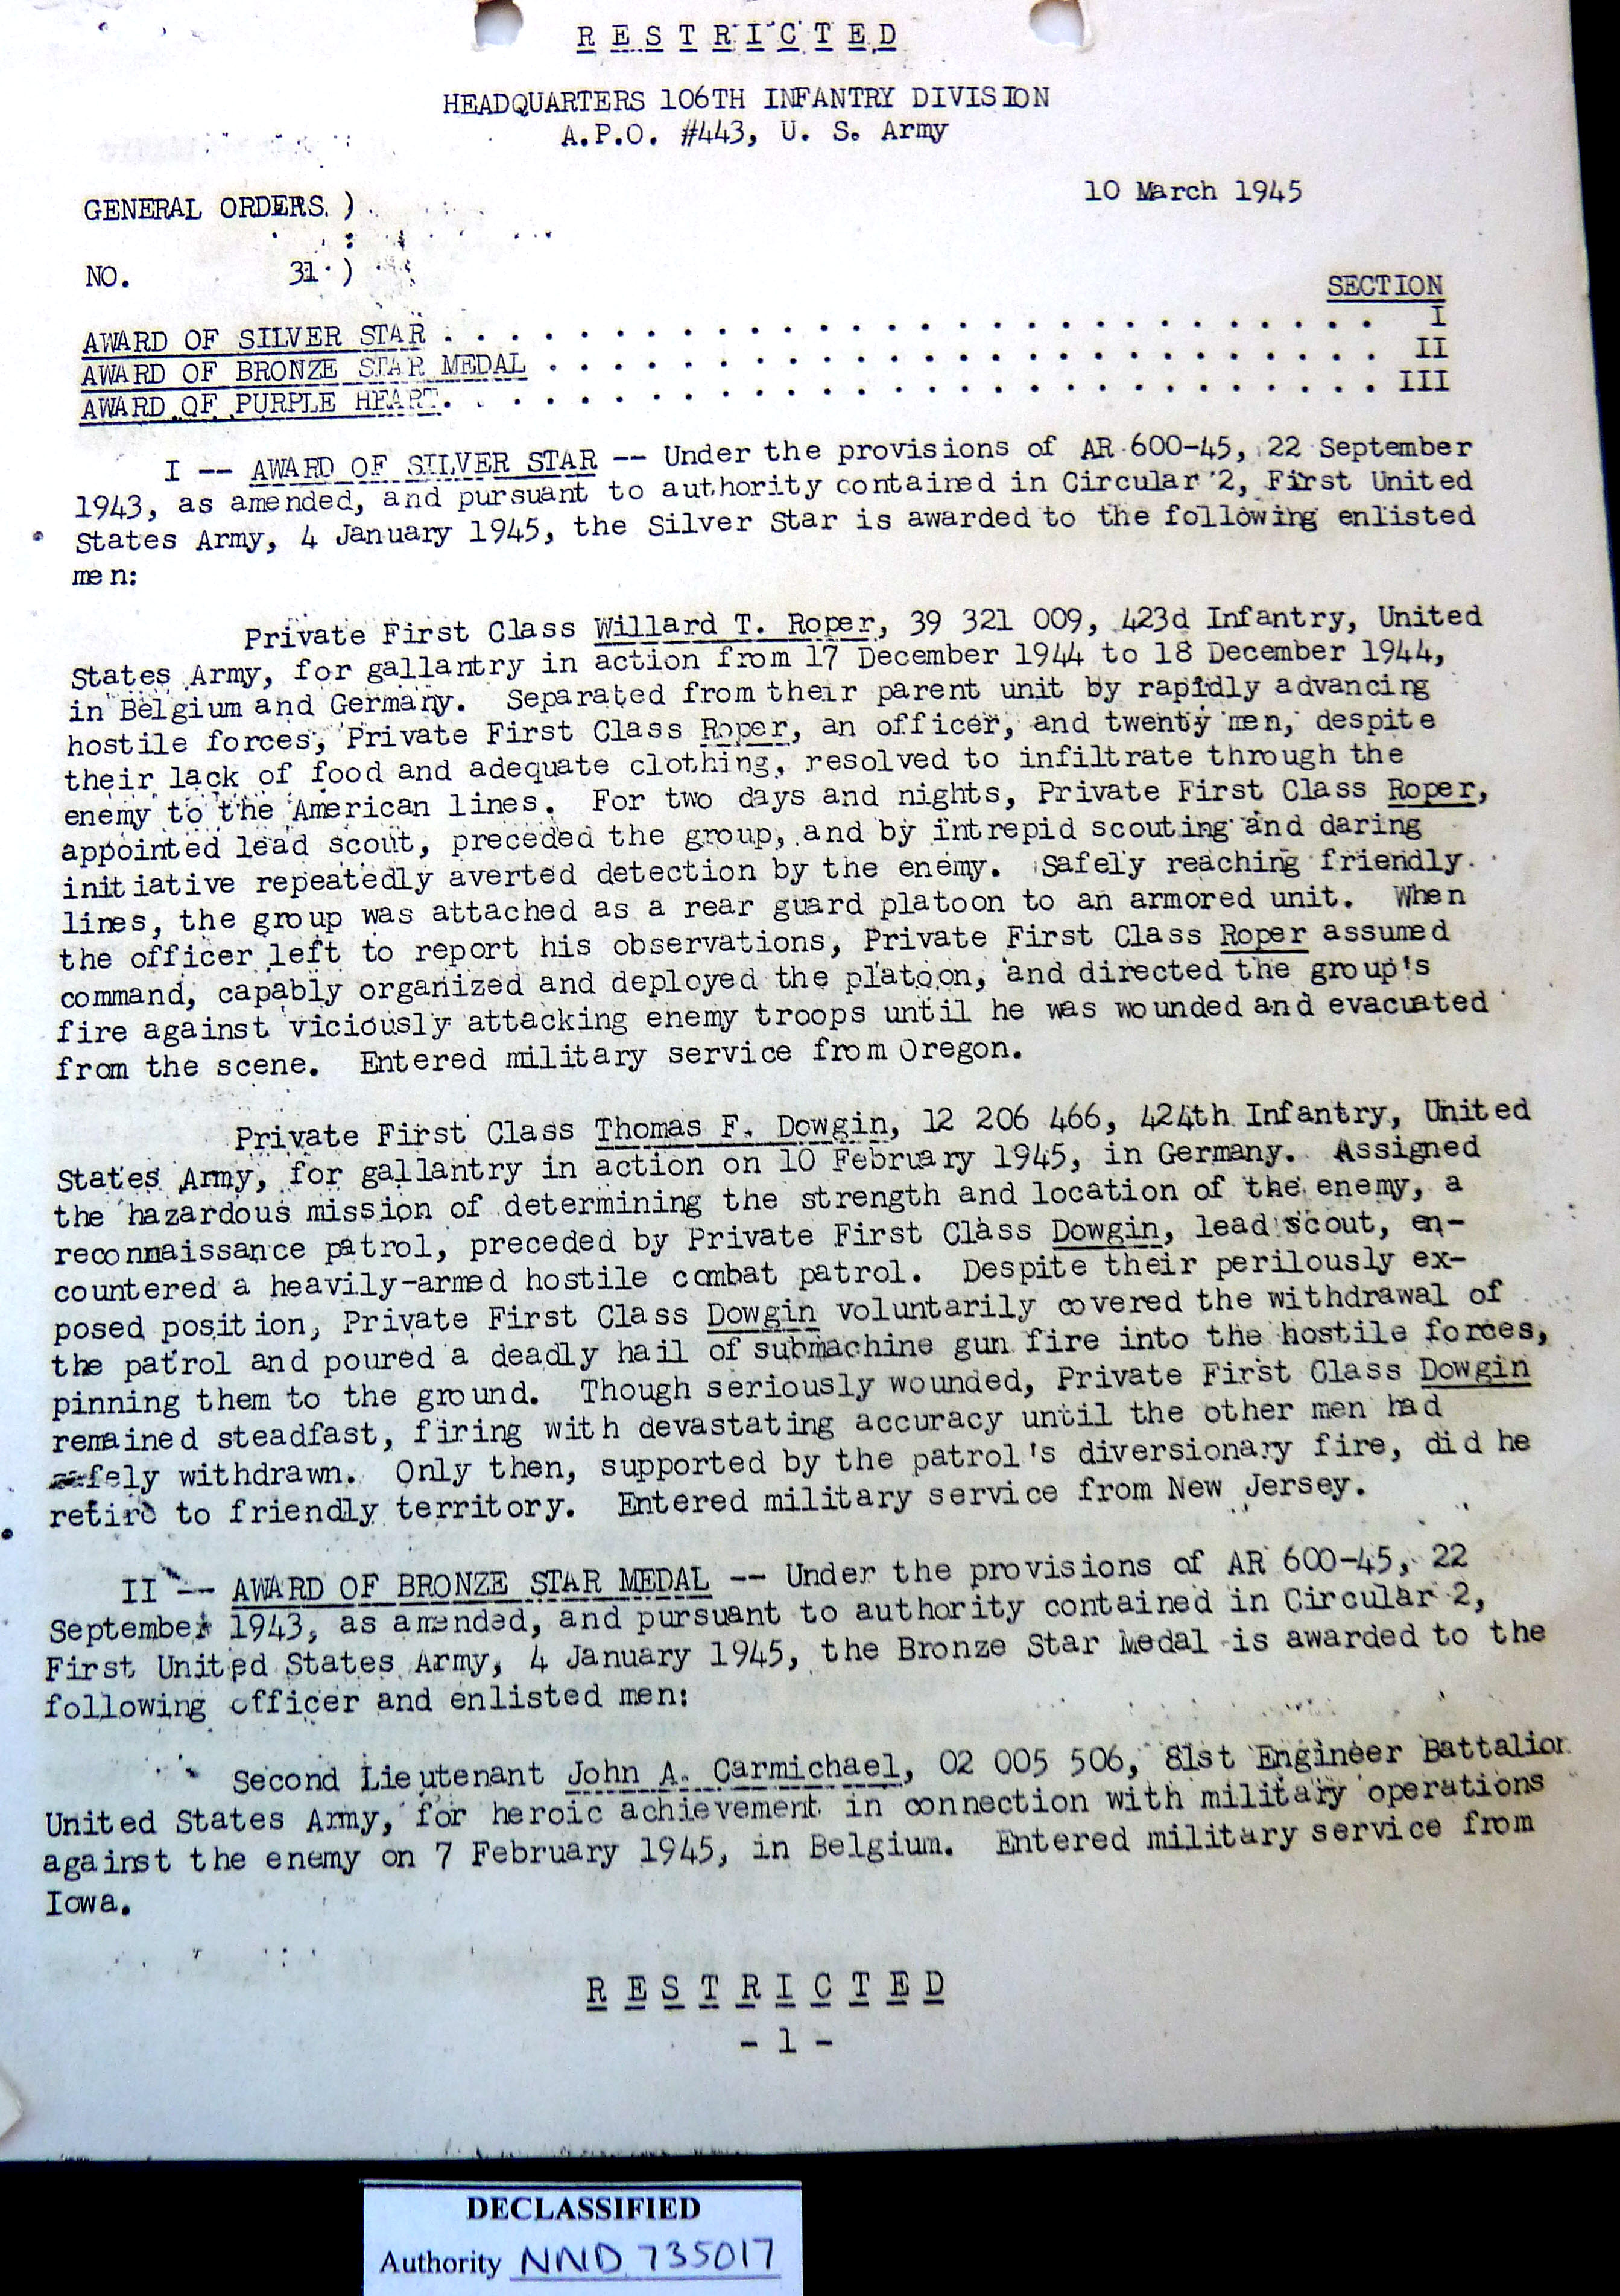 R E S T R I C T E D
HEADQUARTERS 106TH INFANTRY DIVISION
A.P.O. #443, U. S. Army
10 March 1945
GENERAL ORDERS )
:
NO. 31 )
SECTION
AWARD OF SILVER STAR . . . . . . . . . . . . . . . . . . . . . . . . . . . . . . . . I
AWARD OF BRONZE STAR MEDAL . . . . . . . . . . . . . . . . . . . . . . . . . . . . . II
AWARD OF PURPLE HEART. . . . . . . . . . . . . . . . . . . . . . . . . . . . . . . . III
I -- AWARD OF SILVER STAR -- Under the provisions of AR 600-45, 22 September
1943, as amended, and pursuant to authority contained in Circular 2, First United
States Army, 4 January 1945, the Silver Star is awarded to the following enlisted
men:
Private First Class Willard T. Roper, 39 321 009, 423d Infantry, United
States Army, for gallantry in action from 17 December 1944 to 18 December 1944,
in Belgium and Germany. Separated from their parent unit by rapidly advancing
hostile forces, Private First Class Roper, an officer, and twenty men, despite
their lack of food and adequate clothing, resolved to infiltrate through the
enemy to the American lines. For two days and nights, Private First Class Roper,
appointed lead scout, preceded the group, and by intrepid scouting and daring
initiative repeatedly averted detection by the enemy. Safely reaching friendly
lines, the group was attached as a rear guard platoon to an armored unit. When
the officer left to report his observations, Private First Class Roper assumed
command, capably organized and deployed the platoon, and directed the group's
fire against viciously attacking enemy troops until he was wounded and evacuated
from the scene. Entered military service from Oregon.
Private First Class Thomas F. Dowgin, 12 206 466, 424th Infantry, United
States Army, for gallantry in action on 10 February 1945, in Germany. Assigned
the hazardous mission of determining the strength and location of the enemy, a
reconnaissance patrol, preceded by Private First Class Dowgin, lead scout, en-
countered a heavily-armed hostile combat patrol. Despite their perilously ex-
posed position, Private First Class Dowgin voluntarily covered the withdrawal of
the patrol and poured a deadly hail of submachine gun fire into the hostile forces,
pinning them to the ground. Though seriously wounded, Private First Class Dowgin
remained steadfast, firing with devastating accuracy until the other men had
safely withdrawn. Only then, supported by the patrol's diversionary fire, did he
retire to friendly territory. Entered military service from New Jersey.
II -- AWARD OF BRONZE STAR MEDAL -- Under the provisions of AR 600-45, 22
September 1943, as amended, and pursuant to authority contained in Circular 2,
First United States Army, 4 January 1945, the Bronze Star Medal is awarded to the
following officer and enlisted men:
Second Lieutenant John A. Carmichael, O2 005 506, 81st Engineer Battalion
United States Army, for heroic achievement in connection with military operations
against the enemy on 7 February 1945, in Belgium. Entered military service from
Iowa.
R E S T R I C T E D
- 1 -
DECLASSIFIED
Authority NND 735017